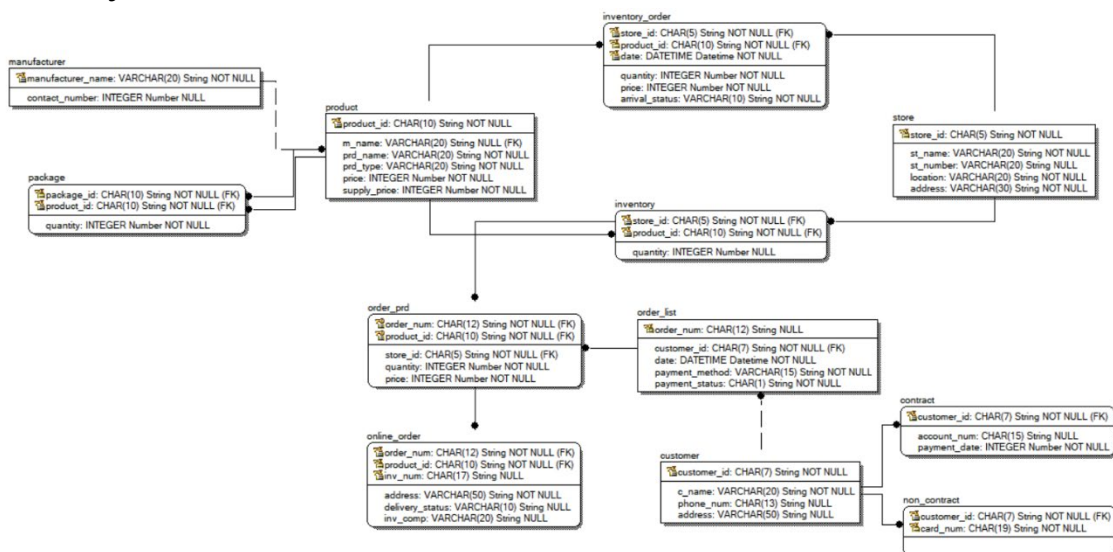 inventory_order
store_id: CHAR(5) String NOT NULL (FK)
product_id: CHAR(10) String NOT NULL (FK)
date: DATETIME Datetime NOT NULL
quantity: INTEGER Number NOT NULL
price: INTEGER Number NOT NULL
arrival_status: VARCHAR(10) String NOT NULL
manufacturer
manufacturer_name: VARCHAR(20) String NOT NULL
contact_number: INTEGER Number NULL
product
product_id: CHAR(10) String NOT NULL
m_name: VARCHAR(20) String NULL (FK)
prd_name: VARCHAR(20) String NOT NULL
prd_type: VARCHAR(20) String NOT NULL
price: INTEGER Number NOT NULL
supply_price: INTEGER Number NOT NULL
store
store_id: CHAR(5) String NOT NULL
st_name: VARCHAR(20) String NOT NULL
st_number: VARCHAR(20) String NOT NULL
location: VARCHAR(20) String NOT NULL
address: VARCHAR(30) String NOT NULL
package
package_id: CHAR(10) String NOT NULL (FK)
product_id: CHAR(10) String NOT NULL (FK)
quantity: INTEGER Number NOT NULL
inventory
store_id: CHAR(5) String NOT NULL (FK)
product_id: CHAR(10) String NOT NULL (FK)
quantity: INTEGER Number NULL
order_prd
order_num: CHAR(12) String NOT NULL (FK)
product_id: CHAR(10) String NOT NULL (FK)
store_id: CHAR(5) String NOT NULL (FK)
quantity: INTEGER Number NOT NULL
price: INTEGER Number NOT NULL
order_list
order_num: CHAR(12) String NOT NULL
customer_id: CHAR(7) String NOT NULL (FK)
date: DATETIME Datetime NOT NULL
payment_method: VARCHAR(15) String NOT NULL
payment_status: CHAR(1) String NOT NULL
contract
customer_id: CHAR(7) String NOT NULL (FK)
account_num: CHAR(15) String NULL
payment_date: INTEGER Number NOT NULL
online_order
order_num: CHAR(12) String NOT NULL (FK)
product_id: CHAR(10) String NOT NULL (FK)
inv_num: CHAR(17) String NOT NULL
address: VARCHAR(50) String NOT NULL
delivery_status: VARCHAR(10) String NOT NULL
inv_comp: VARCHAR(20) String NULL
customer
customer_id: CHAR(7) String NOT NULL
c_name: VARCHAR(20) String NOT NULL
phone_num: CHAR(13) String NOT NULL
address: VARCHAR(50) String NOT NULL
non_contract
customer_id: CHAR(7) String NOT NULL (FK)
card_num: CHAR(19) String NOT NULL